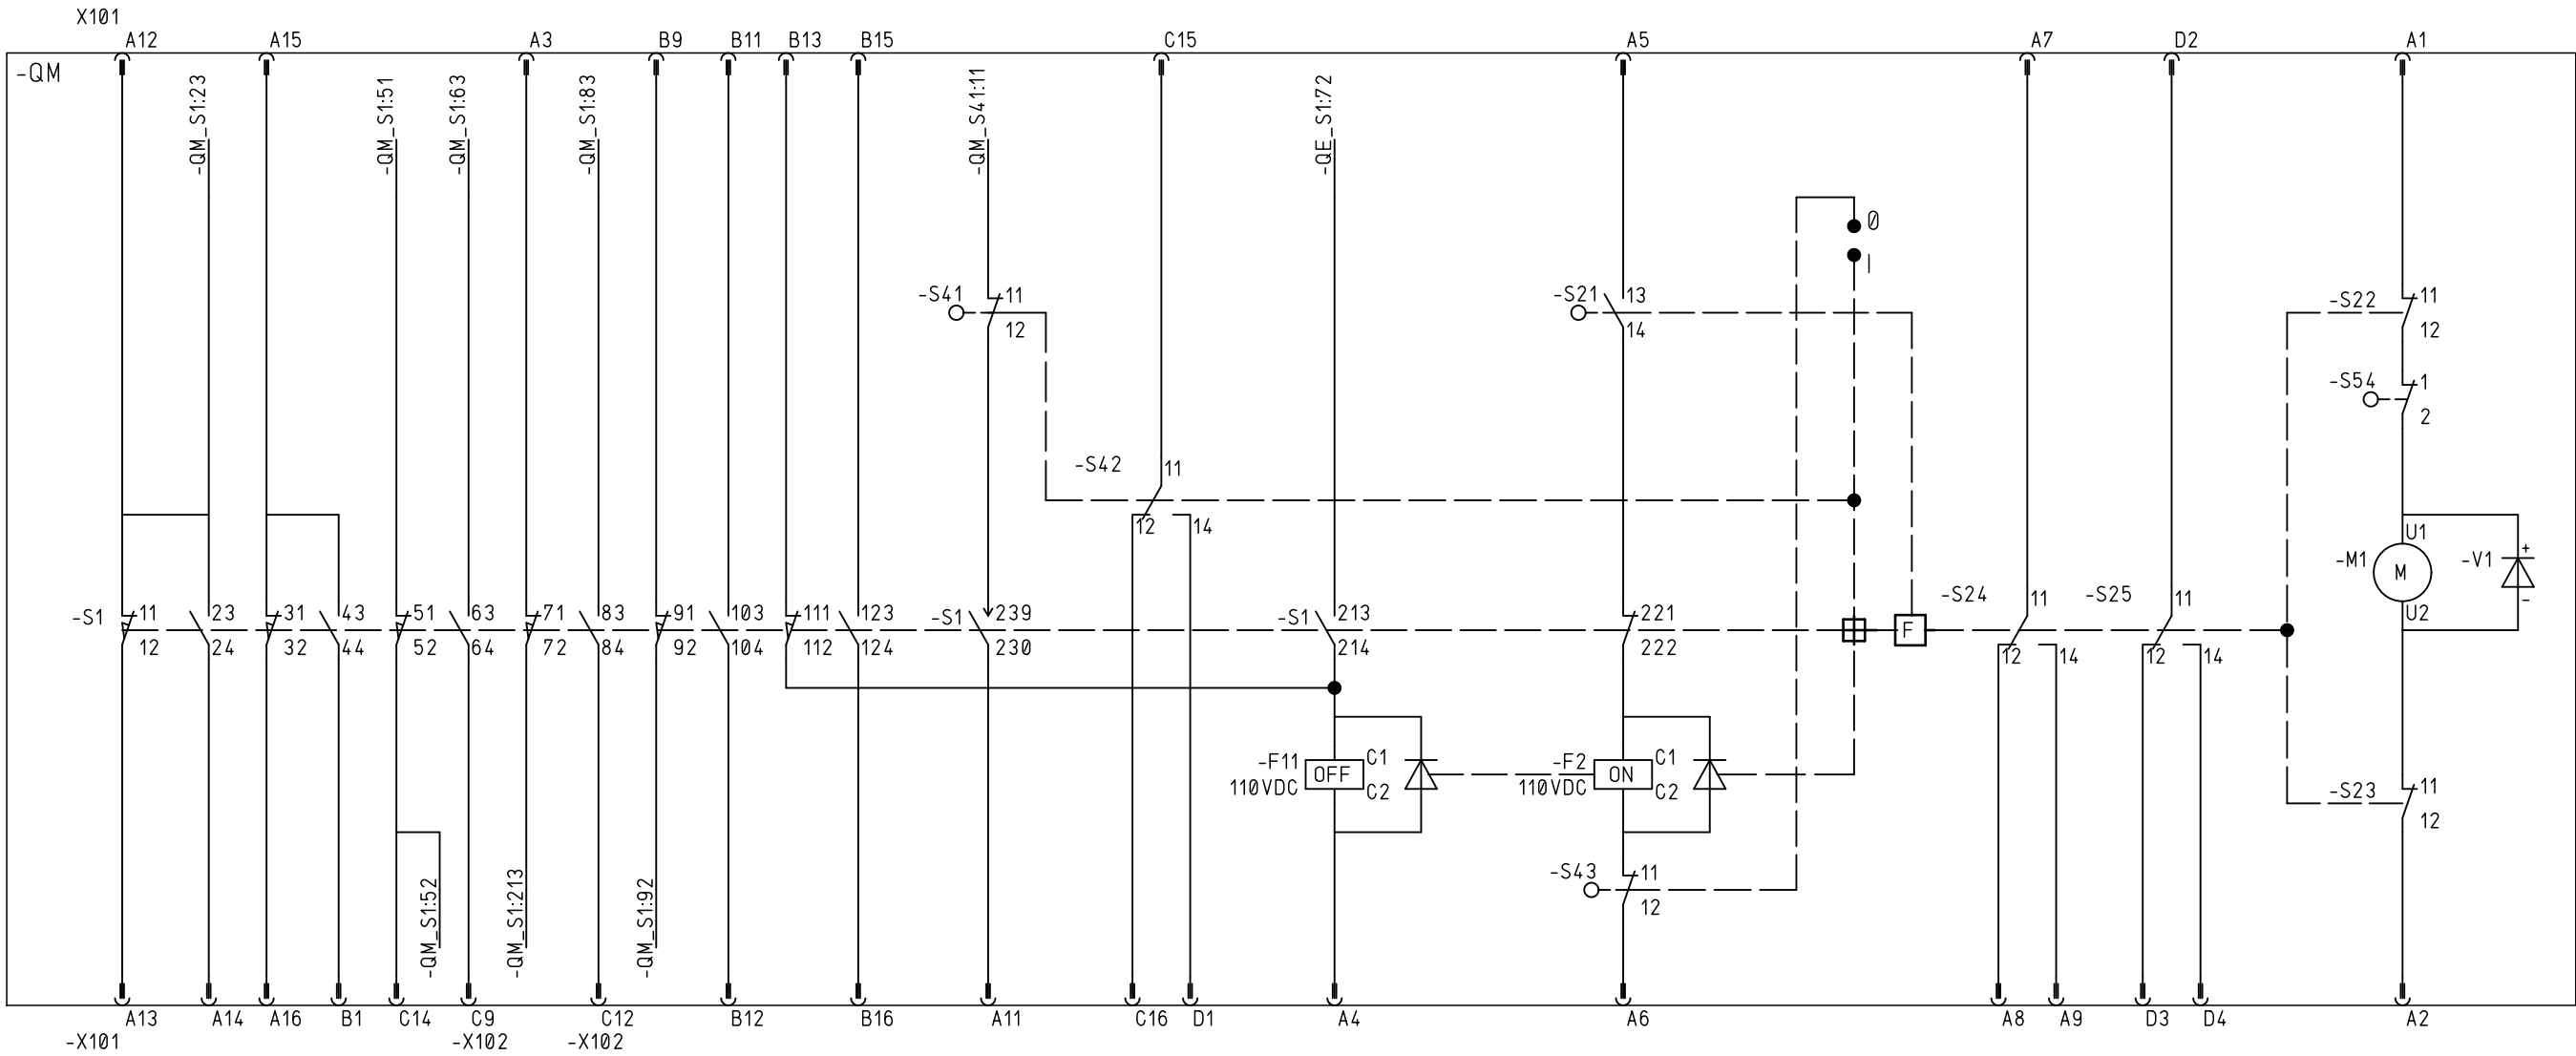 X101
A12 A15 A3 B9 B11 B13 B15 C15 A5 A7 D2 A1
-QM
-QM_S1:23
-QM_S1:51
-QM_S1:63
-QM_S1:83
-QM_S41:11
-QE_S1:72
0
I
-S41 11
12
-S21 13
14
-S22 11
12
-S54 1
2
-S42 11
12 14
U1
-M1 M -V1 +
-
U2
-S24 11
12 14
-S25 11
12 14
-S1 11 23 31 43 51 63 71 83 91 103 111 123 -S1 239 -S1 213 221
12 24 32 44 52 64 72 84 92 104 112 124 230 214 222
F
-F11 OFF C1
110VDC C2
-F2 ON C1
110VDC C2
-S23 11
12
-S43 11
12
-QM_S1:52
-QM_S1:213
-QM_S1:92
A13 A14 A16 B1 C14 C9 C12 B12 B16 A11 C16 D1 A4 A6 A8 A9 D3 D4 A2
-X101 -X102 -X102